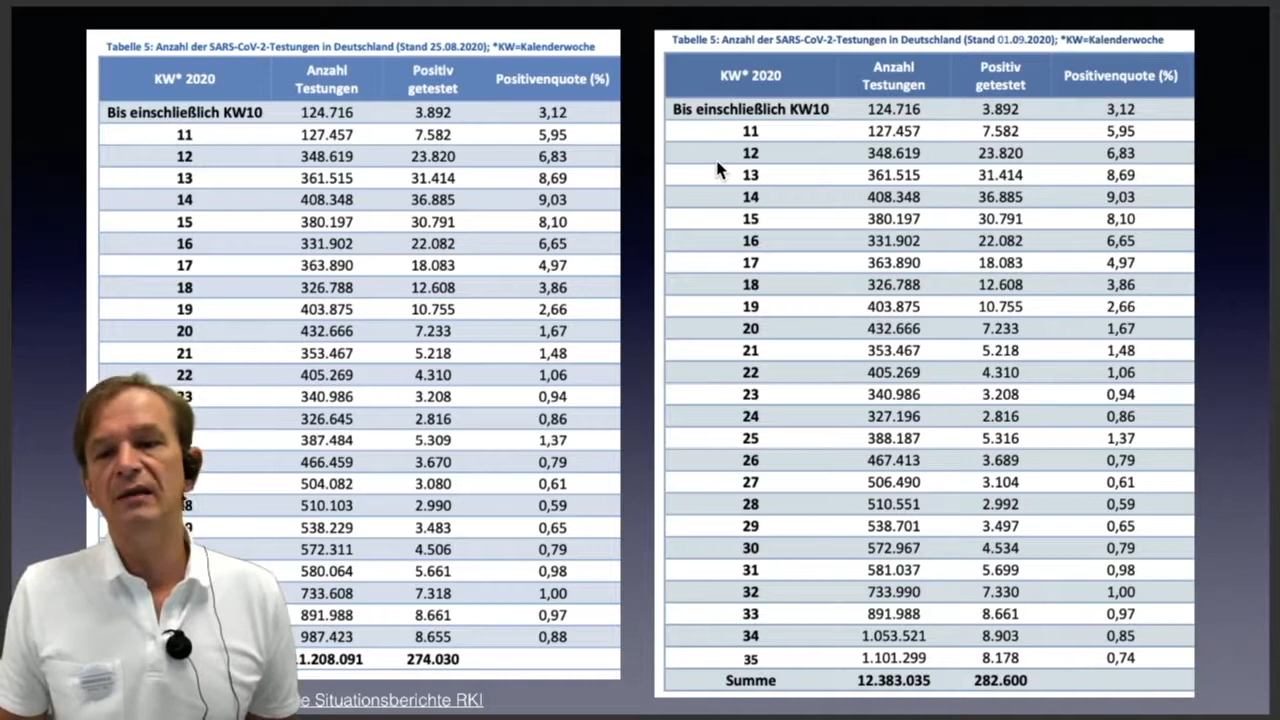 Tabelle 5: Anzahl der SARS-CoV-2-Testungen in Deutschland (Stand 25.08.2020); *KW=Kalenderwoche
KW* 2020 Anzahl Testungen Positiv getestet Positivenquote (%)
Bis einschließlich KW10 124.716 3.892 3,12
11 127.457 7.582 5,95
12 348.619 23.820 6,83
13 361.515 31.414 8,69
14 408.348 36.885 9,03
15 380.197 30.791 8,10
16 331.902 22.082 6,65
17 363.890 18.083 4,97
18 326.788 12.608 3,86
19 403.875 10.755 2,66
20 432.666 7.233 1,67
21 353.467 5.218 1,48
22 405.269 4.310 1,06
3 340.986 3.208 0,94
326.645 2.816 0,86
387.484 5.309 1,37
466.459 3.670 0,79
504.082 3.080 0,61
8 510.103 2.990 0,59
538.229 3.483 0,65
572.311 4.506 0,79
580.064 5.661 0,98
733.608 7.318 1,00
891.988 8.661 0,97
987.423 8.655 0,88
1.208.091 274.030
e Situationsberichte RKI
Tabelle 5: Anzahl der SARS-CoV-2-Testungen in Deutschland (Stand 01.09.2020); *KW=Kalenderwoche
KW* 2020 Anzahl Testungen Positiv getestet Positivenquote (%)
Bis einschließlich KW10 124.716 3.892 3,12
11 127.457 7.582 5,95
12 348.619 23.820 6,83
13 361.515 31.414 8,69
14 408.348 36.885 9,03
15 380.197 30.791 8,10
16 331.902 22.082 6,65
17 363.890 18.083 4,97
18 326.788 12.608 3,86
19 403.875 10.755 2,66
20 432.666 7.233 1,67
21 353.467 5.218 1,48
22 405.269 4.310 1,06
23 340.986 3.208 0,94
24 327.196 2.816 0,86
25 388.187 5.316 1,37
26 467.413 3.689 0,79
27 506.490 3.104 0,61
28 510.551 2.992 0,59
29 538.701 3.497 0,65
30 572.967 4.534 0,79
31 581.037 5.699 0,98
32 733.990 7.330 1,00
33 891.988 8.661 0,97
34 1.053.521 8.903 0,85
35 1.101.299 8.178 0,74
Summe 12.383.035 282.600